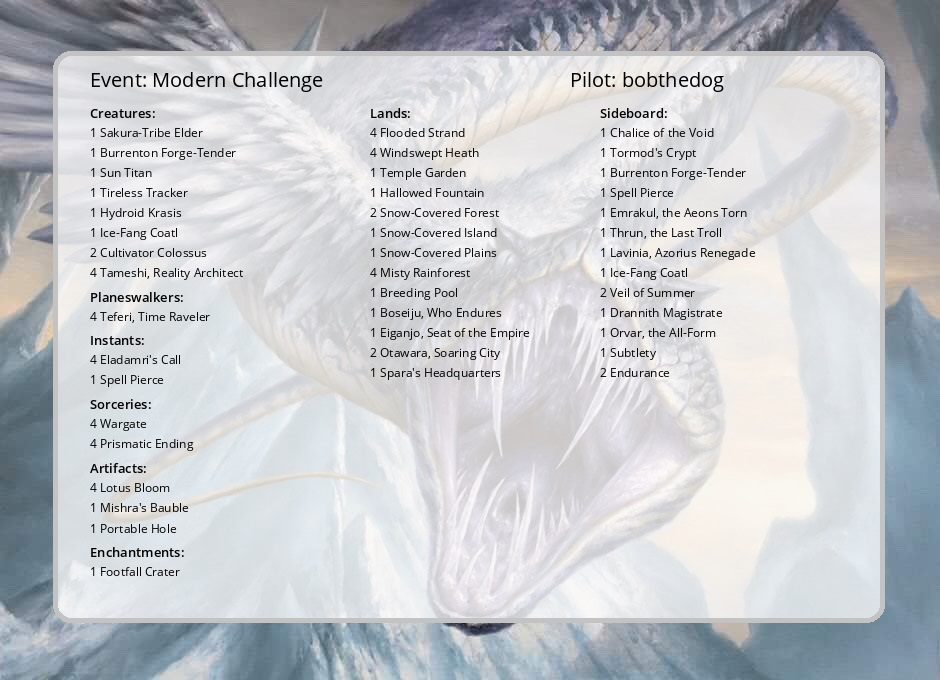 Event: Modern Challenge
Pilot: bobthedog
Creatures:
1 Sakura-Tribe Elder
1 Burrenton Forge-Tender
1 Sun Titan
1 Tireless Tracker
1 Hydroid Krasis
1 Ice-Fang Coatl
2 Cultivator Colossus
4 Tameshi, Reality Architect
Planeswalkers:
4 Teferi, Time Raveler
Instants:
4 Eladamri's Call
1 Spell Pierce
Sorceries:
4 Wargate
4 Prismatic Ending
Artifacts:
4 Lotus Bloom
1 Mishra's Bauble
1 Portable Hole
Enchantments:
1 Footfall Crater
Lands:
4 Flooded Strand
4 Windswept Heath
1 Temple Garden
1 Hallowed Fountain
2 Snow-Covered Forest
1 Snow-Covered Island
1 Snow-Covered Plains
4 Misty Rainforest
1 Breeding Pool
1 Boseiju, Who Endures
1 Eiganjo, Seat of the Empire
2 Otawara, Soaring City
1 Spara's Headquarters
Sideboard:
1 Chalice of the Void
1 Tormod's Crypt
1 Burrenton Forge-Tender
1 Spell Pierce
1 Emrakul, the Aeons Torn
1 Thrun, the Last Troll
1 Lavinia, Azorius Renegade
1 Ice-Fang Coatl
2 Veil of Summer
1 Drannith Magistrate
1 Orvar, the All-Form
1 Subtlety
2 Endurance